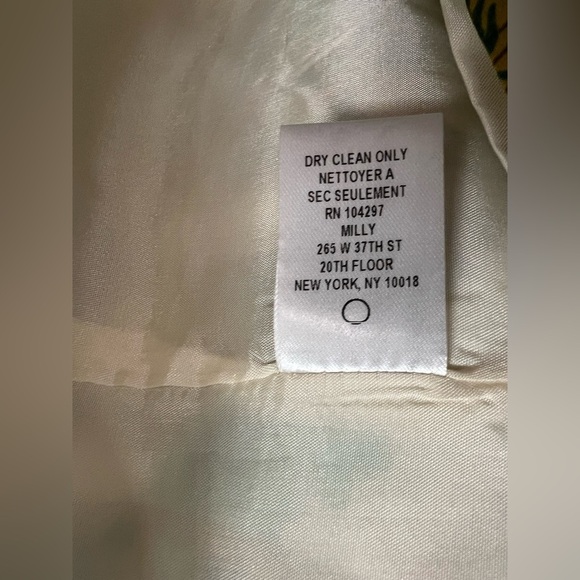 DRY CLEAN ONLY
NETTOYER A
SEC SEULEMENT
RN 104297
MILLY
265 W 37TH ST
20TH FLOOR
NEW YORK, NY 10018